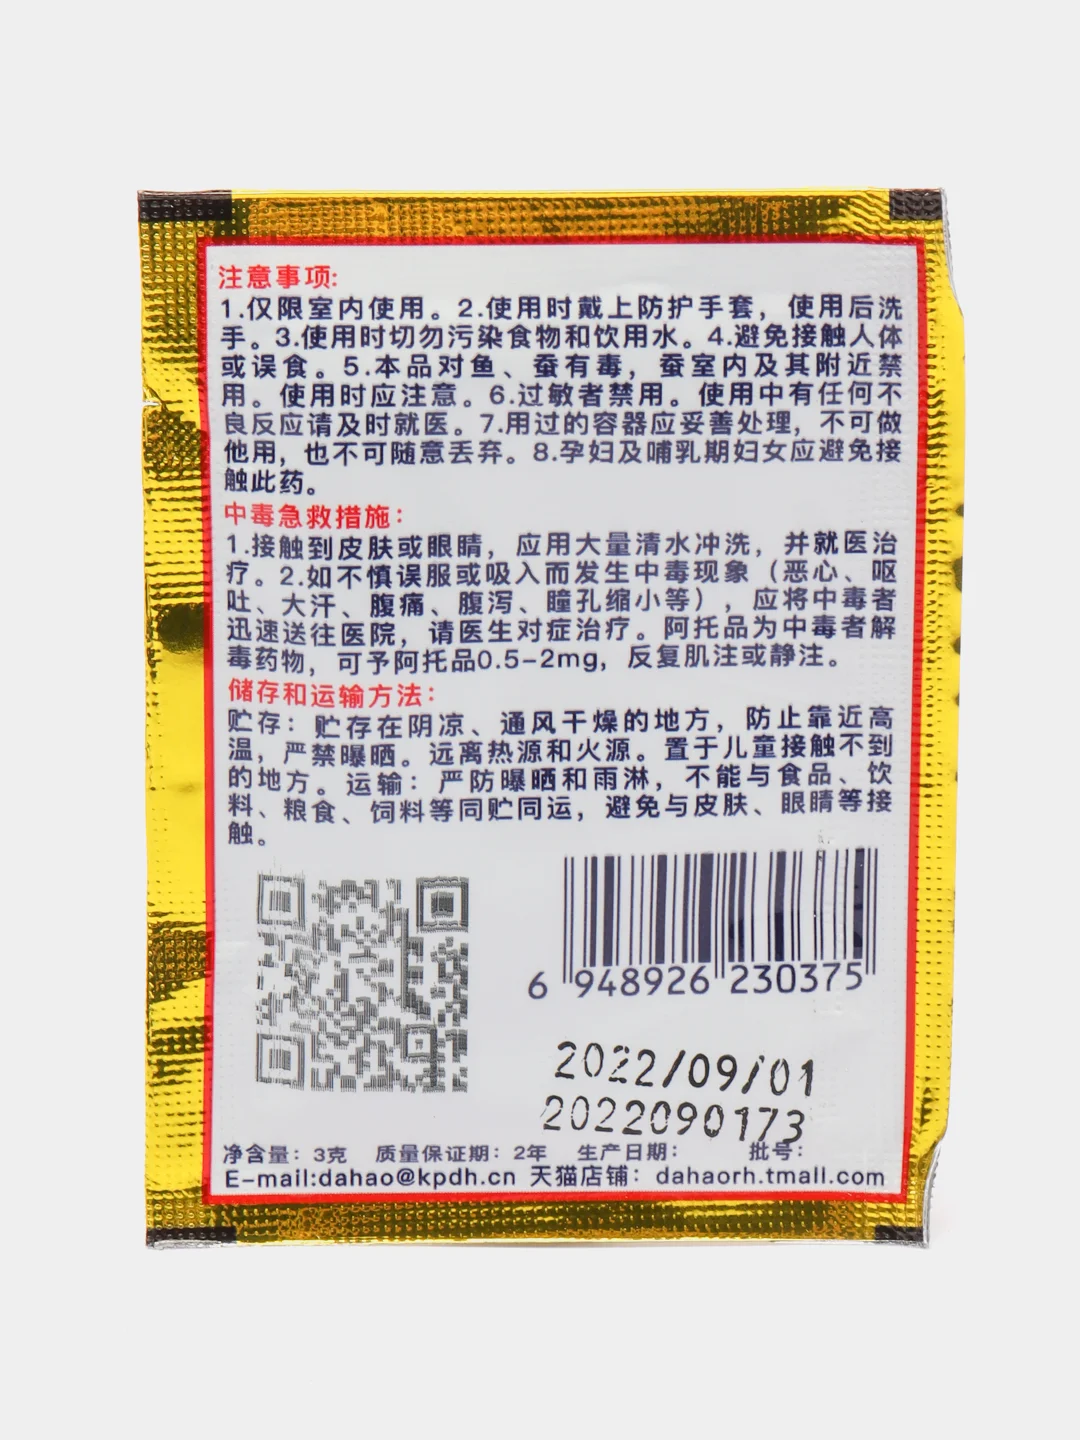 注意事项:
1.仅限室内使用。2.使用时戴上防护手套，使用后洗
手。3.使用时切勿污染食物和饮用水。4.避免接触人体
或误食。5.本品对鱼、蚕有毒，蚕室内及其附近禁
用。使用时应注意。6.过敏者禁用。使用中有任何不
良反应请及时就医。7.用过的容器应妥善处理，不可做
他用，也不可随意丢弃。8.孕妇及哺乳期妇女应避免接
触此药。
中毒急救措施：
1.接触到皮肤或眼睛，应用大量清水冲洗，并就医治
疗。2.如不慎误服或吸入而发生中毒现象（恶心、呕
吐、大汗、腹痛、腹泻、瞳孔缩小等），应将中毒者
迅速送往医院，请医生对症治疗。阿托品为中毒者解
毒药物，可予阿托品0.5-2mg，反复肌注或静注。
储存和运输方法：
贮存：贮存在阴凉、通风干燥的地方，防止靠近高
温，严禁曝晒。远离热源和火源。置于儿童接触不到
的地方。运输：严防曝晒和雨淋，不能与食品、饮
料、粮食、饲料等同贮同运，避免与皮肤、眼睛等接
触。
6 948926 230375
2022/09/01
2022090173
净含量：3克 质量保证期：2年 生产日期： 批号：
E-mail:dahao@kpdh.cn 天猫店铺：dahaorh.tmall.com